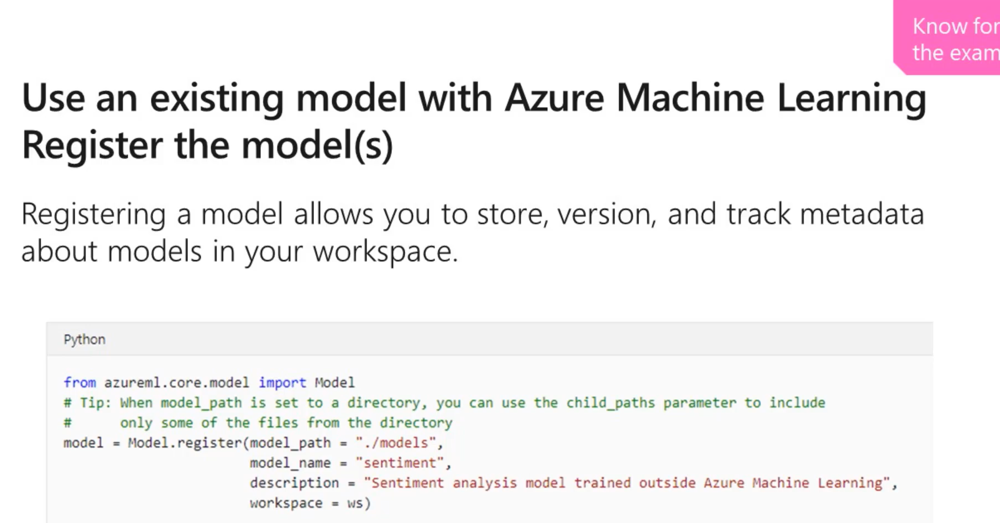 Know for
the exam
Use an existing model with Azure Machine Learning
Register the model(s)
Registering a model allows you to store, version, and track metadata
about models in your workspace.
Python
from azureml.core.model import Model
# Tip: When model_path is set to a directory, you can use the child_paths parameter to include
#      only some of the files from the directory
model = Model.register(model_path = "./models",
                       model_name = "sentiment",
                       description = "Sentiment analysis model trained outside Azure Machine Learning",
                       workspace = ws)